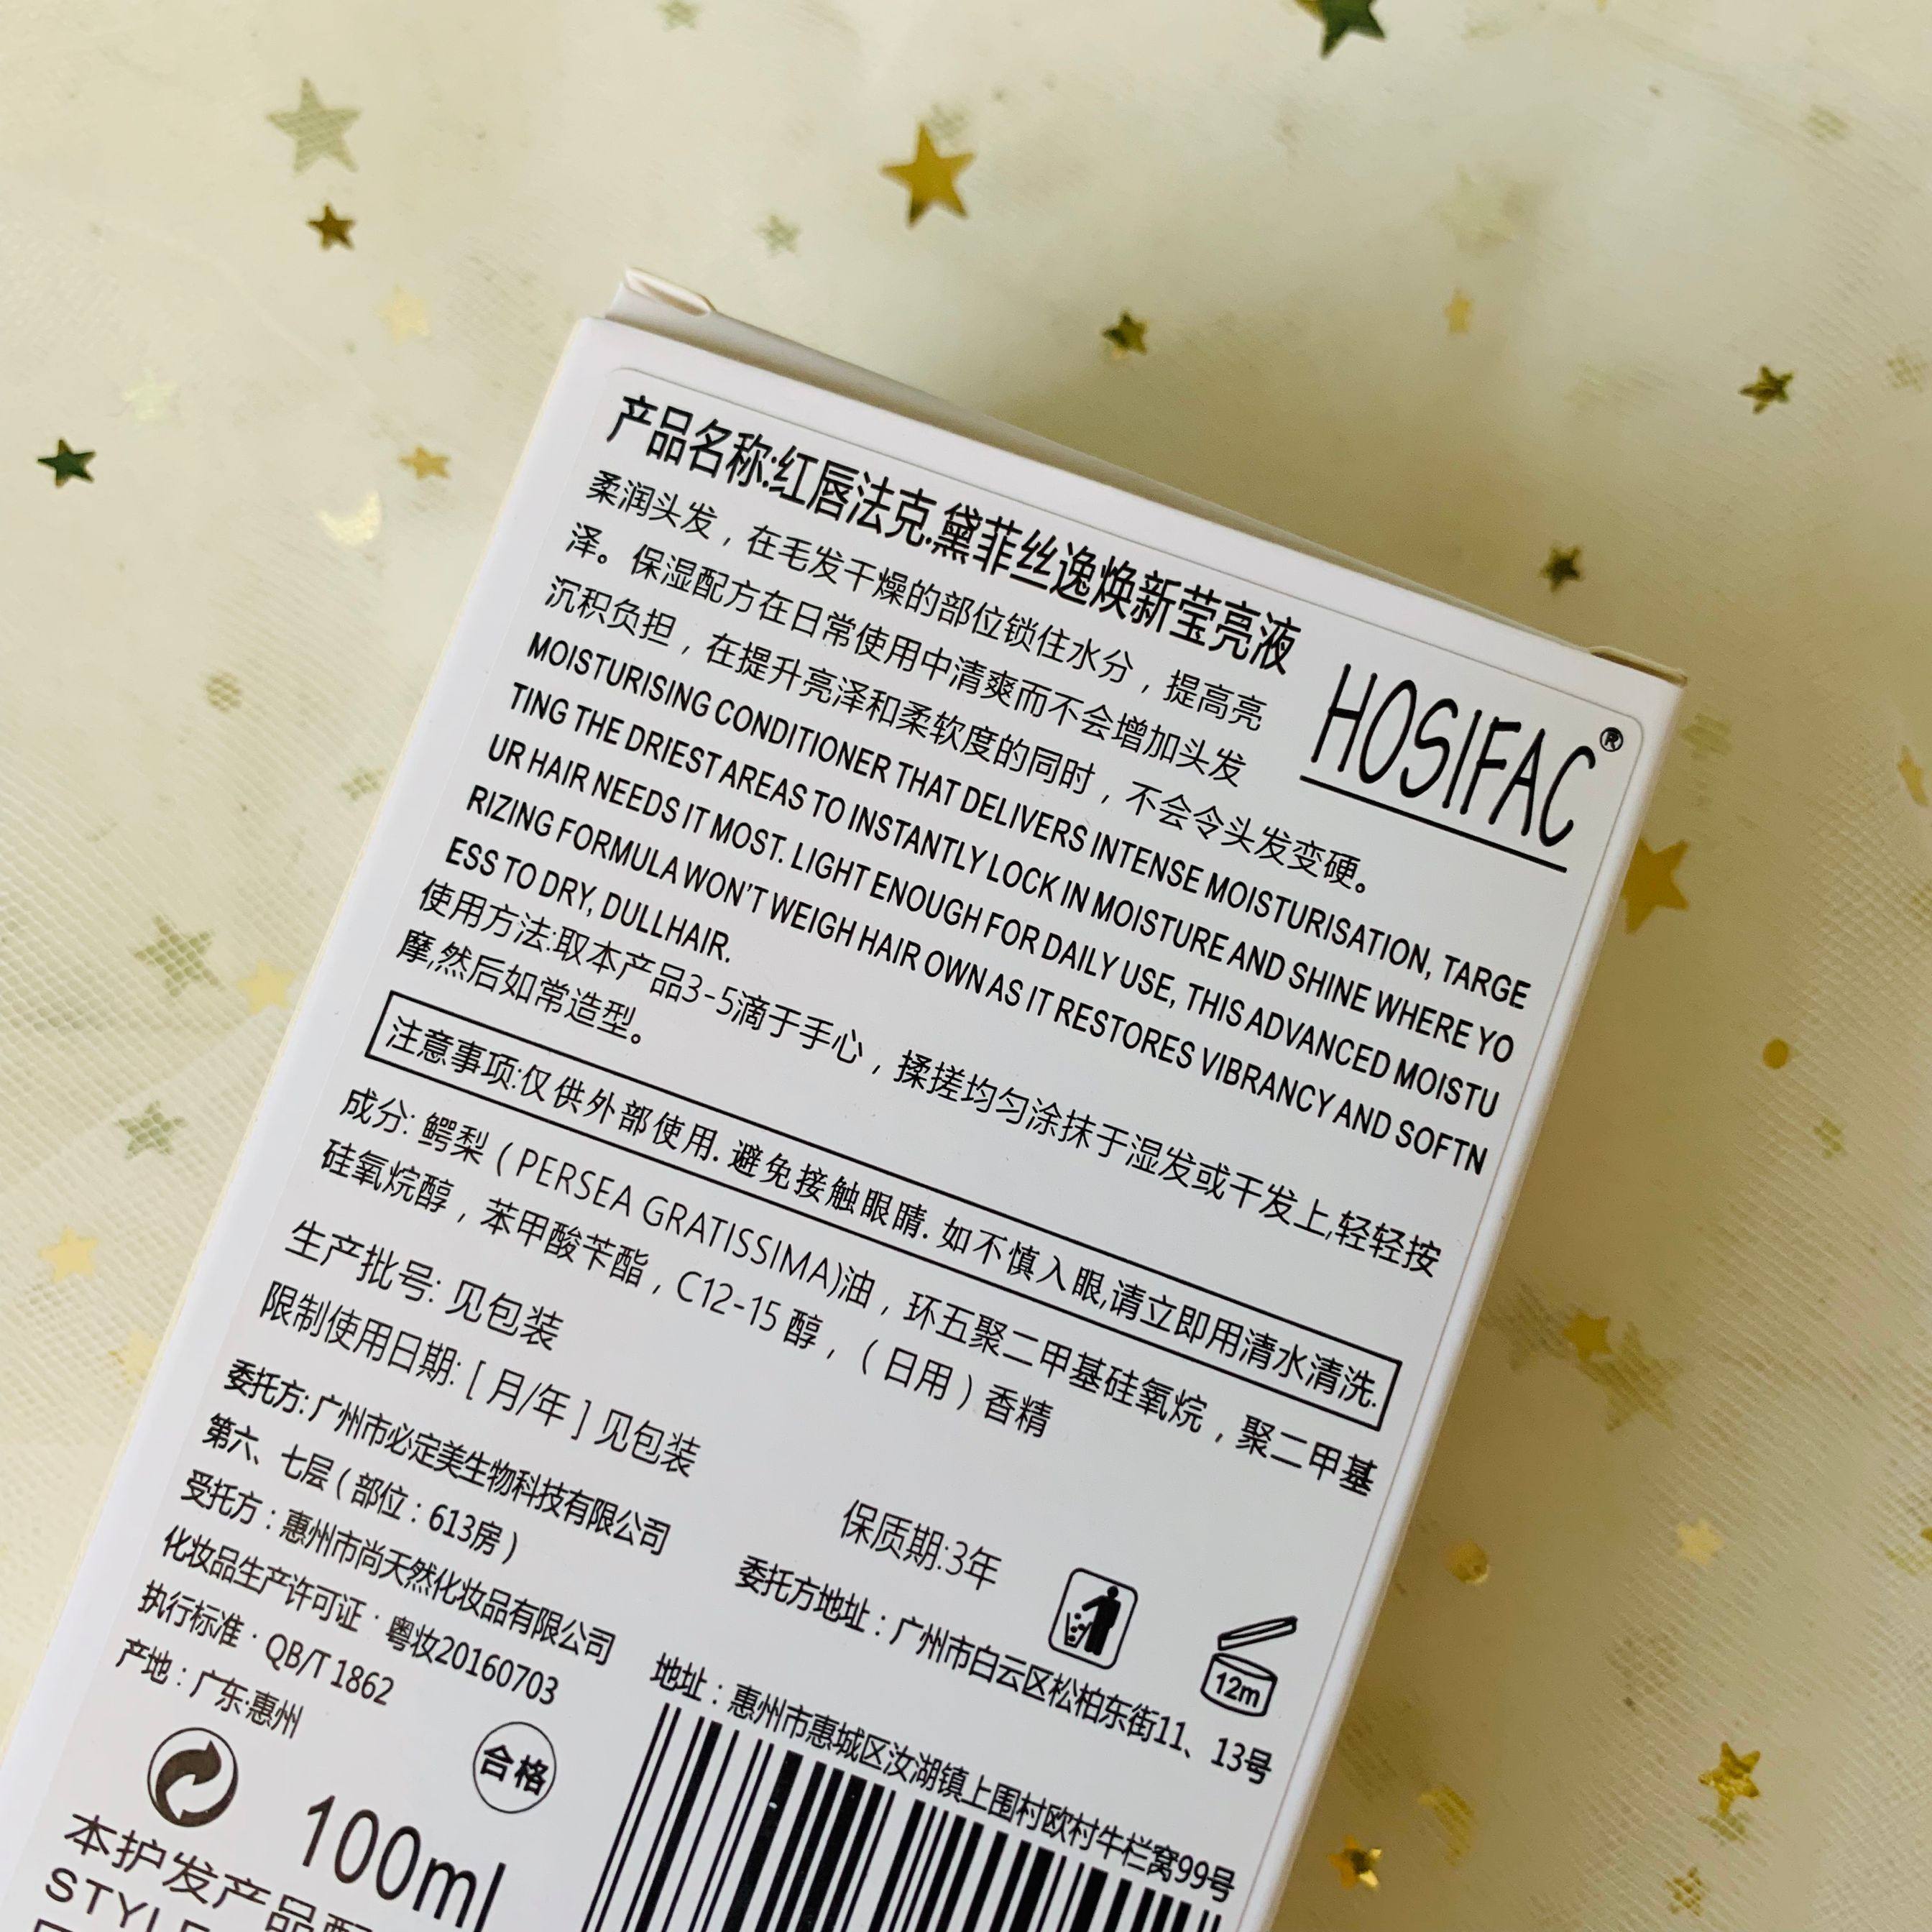 产品名称:红唇法克.黛菲丝逸焕新莹亮液
柔润头发，在毛发干燥的部位锁住水分，提高亮
泽。保湿配方在日常使用中清爽而不会增加头发
沉积负担，在提升亮泽和柔软度的同时，不会令头发变硬。
HOSIFAC®
MOISTURISING CONDITIONER THAT DELIVERS INTENSE MOISTURISATION, TARGE
TING THE DRIEST AREAS TO INSTANTLY LOCK IN MOISTURE AND SHINE WHERE YO
UR HAIR NEEDS IT MOST. LIGHT ENOUGH FOR DAILY USE, THIS ADVANCED MOISTU
RIZING FORMULA WON'T WEIGH HAIR OWN AS IT RESTORES VIBRANCY AND SOFTN
ESS TO DRY, DULLHAIR.
使用方法:取本产品3-5滴于手心，揉搓均匀涂抹于湿发或干发上,轻轻按
摩,然后如常造型。
注意事项:仅供外部使用.避免接触眼睛.如不慎入眼,请立即用清水清洗.
成分: 鳄梨（PERSEA GRATISSIMA)油，环五聚二甲基硅氧烷，聚二甲基
硅氧烷醇，苯甲酸苄酯，C12-15 醇，（日用）香精
生产批号: 见包装
限制使用日期: [ 月/年 ] 见包装
保质期:3年
12m
委托方: 广州市必定美生物科技有限公司
委托方地址：广州市白云区松柏东街11、13号
第六、七层（部位：613房）
受托方：惠州市尚天然化妆品有限公司
地址：惠州市惠城区汝湖镇上围村欧村牛栏窝99号
化妆品生产许可证：粤妆20160703
执行标准：QB/T 1862
产地：广东·惠州
合格
100ml
本护发产品配
STYLE